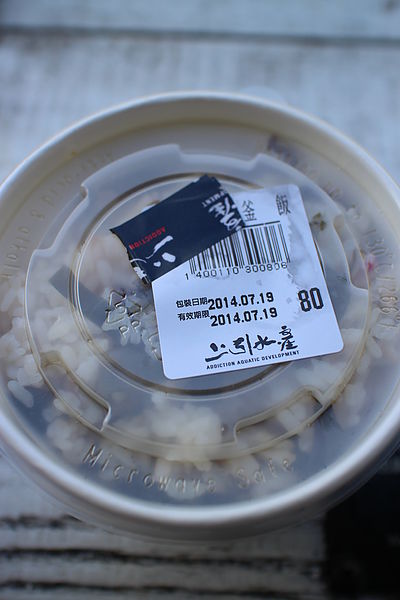 釜飯
1400110300806
包裝日期2014.07.19
有效期限2014.07.19
80
上引水產
ADDICTION AQUATIC DEVELOPMENT
ADDICTION
Microwave Safe
PP